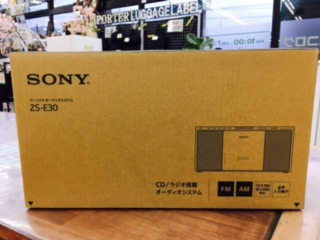 PORTER LUGGAGE LABEL
SONY
パーソナルオーディオシステム
ZS-E30
SONY
CD/ラジオ搭載
オーディオシステム
FM
AM